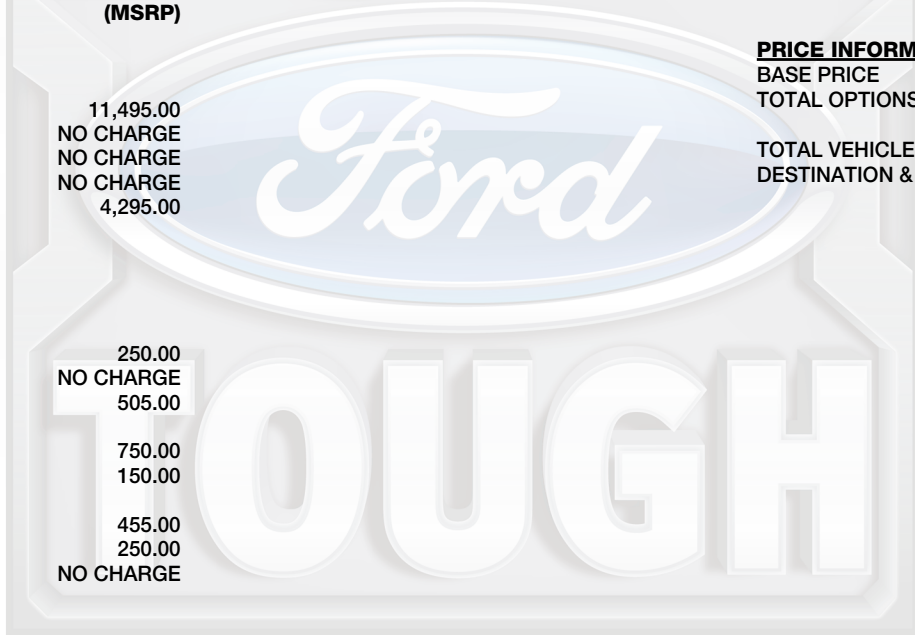 (MSRP)
11,495.00
NO CHARGE
NO CHARGE
NO CHARGE
4,295.00
250.00
NO CHARGE
505.00
750.00
150.00
455.00
250.00
NO CHARGE
PRICE INFORM
BASE PRICE
TOTAL OPTIONS
TOTAL VEHICLE
DESTINATION &
Ford
TOUGH